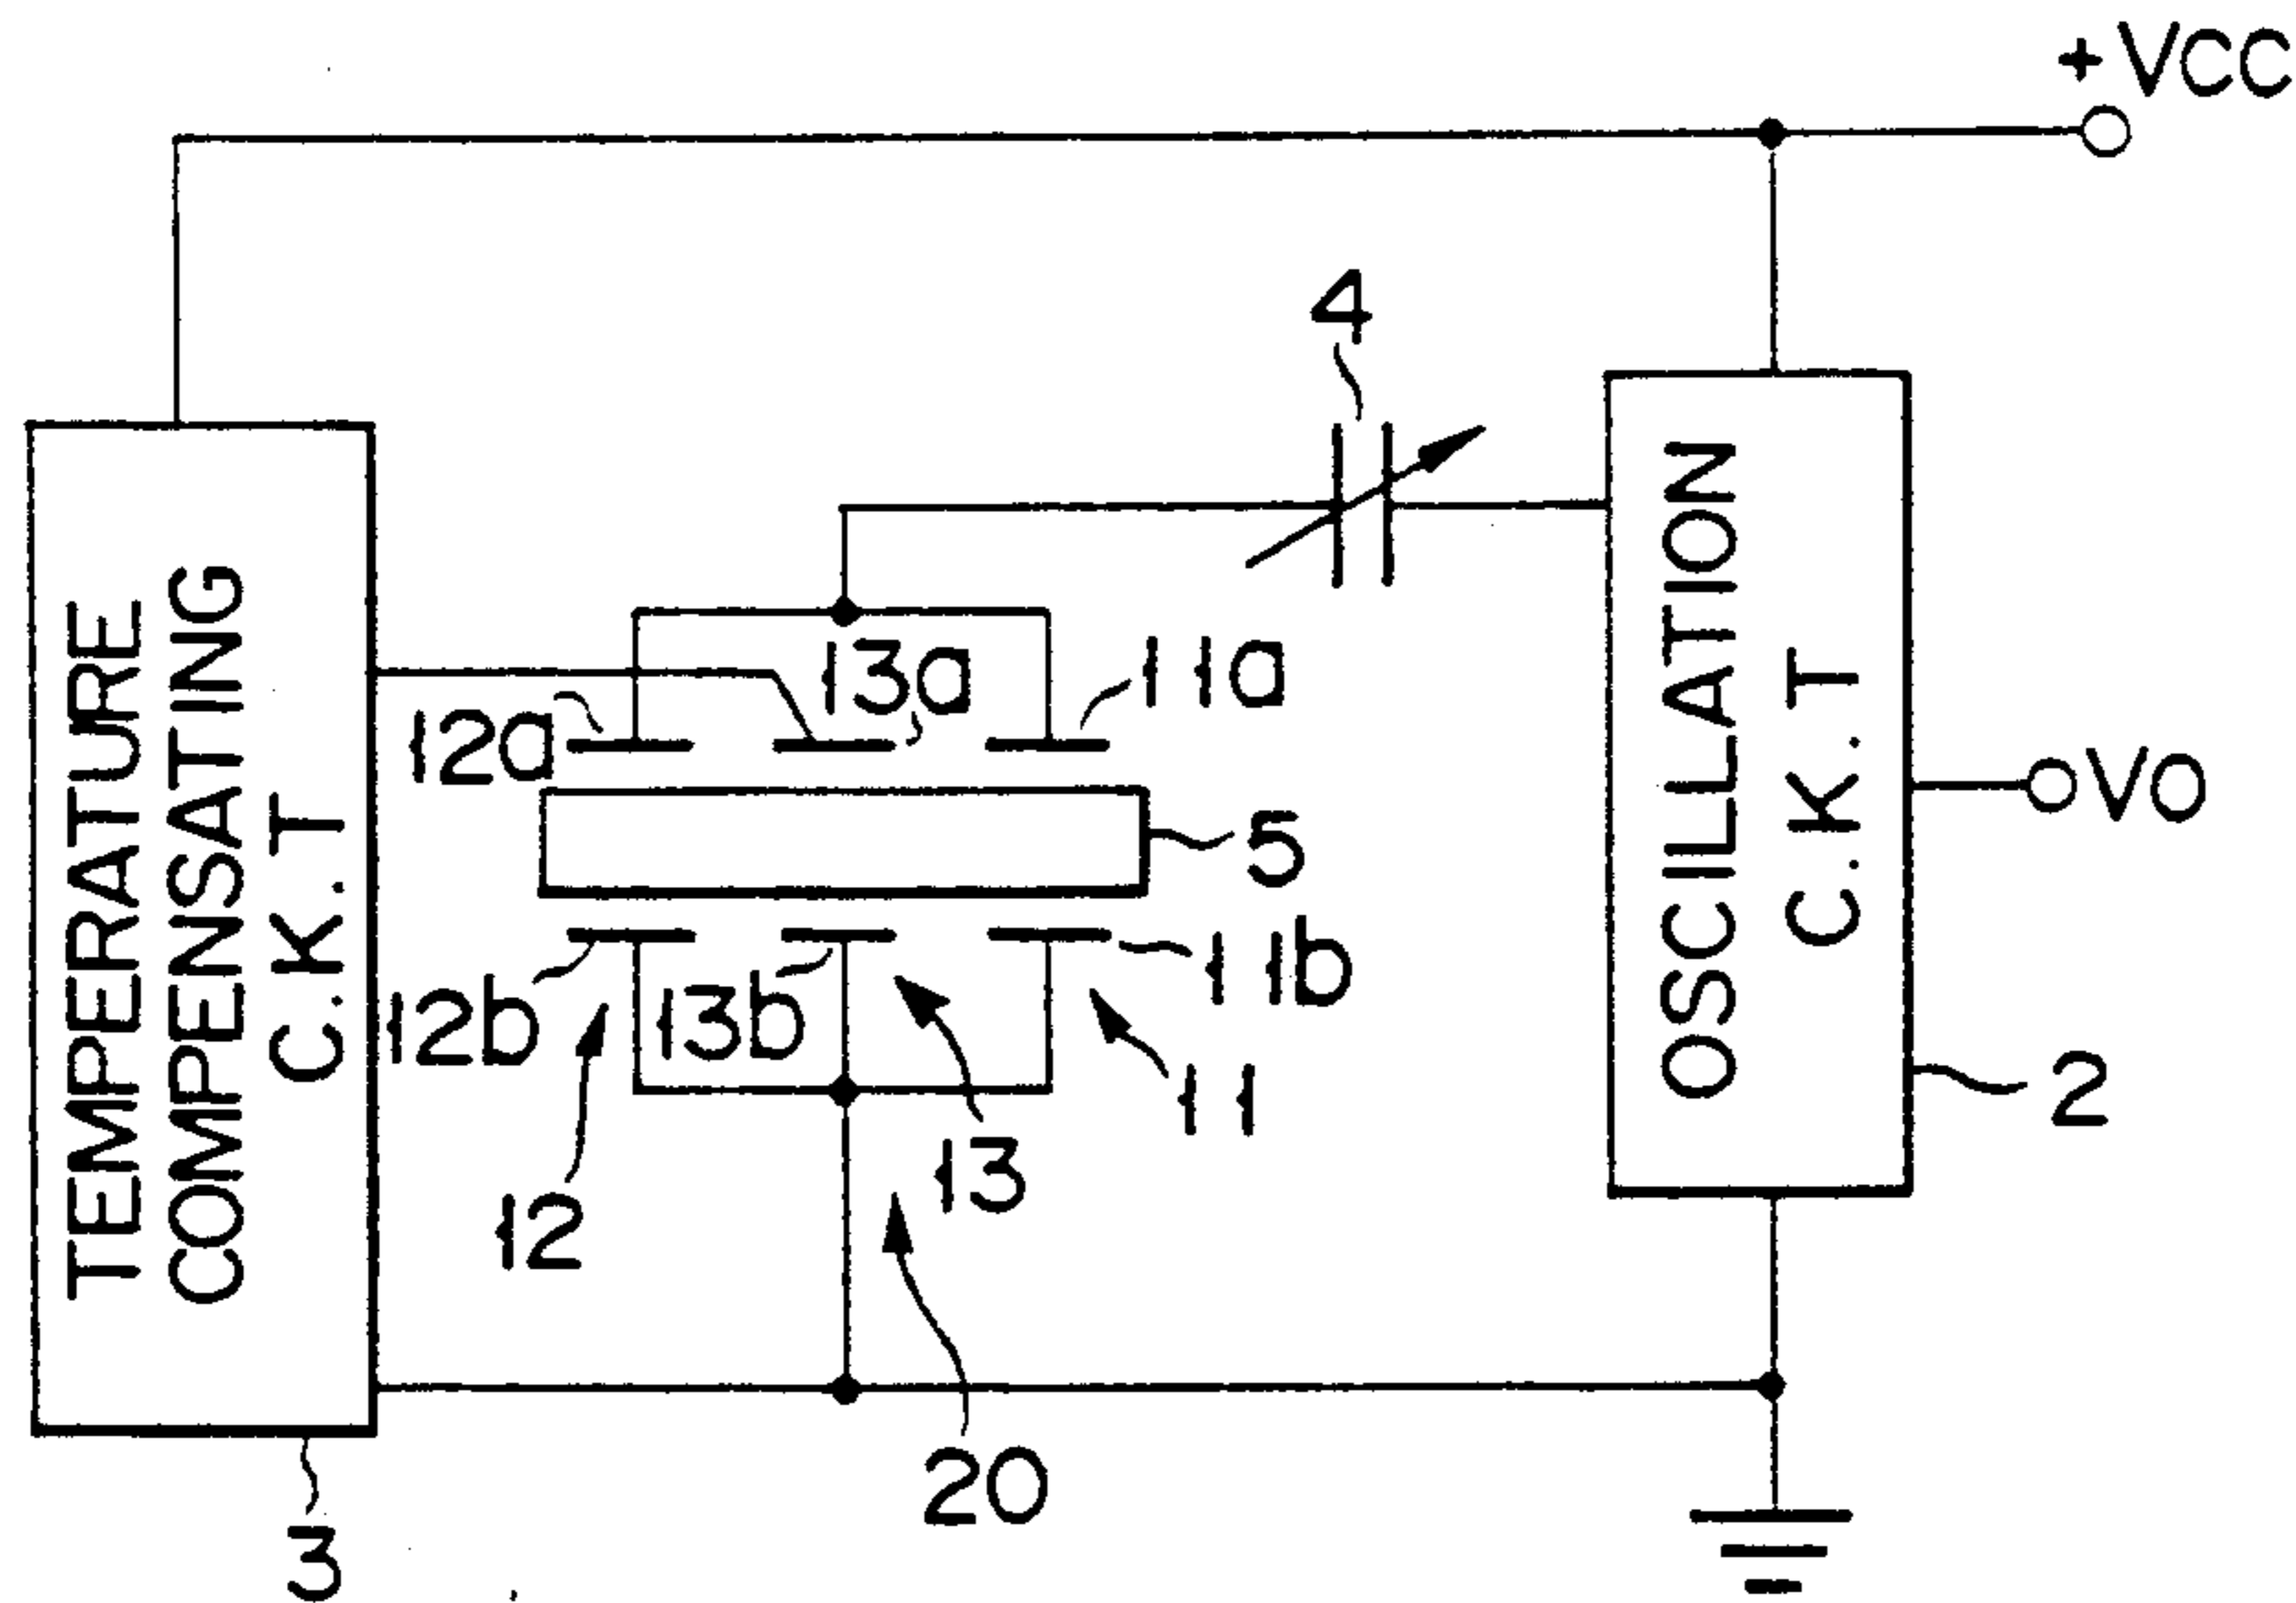 +VCC
4
13a
11a
12a
5
11b
12b
13b
11
2
13
12
20
3
VO
TEMPERATURE
COMPENSATING
C.K.T
OSCILLATION
C.K.T